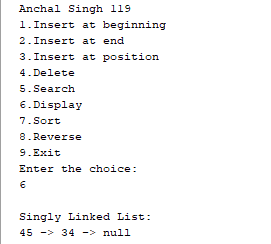 Anchal Singh 119
1.Insert at beginning
2.Insert at end
3.Insert at position
4.Delete
5.Search
6.Display
7.Sort
8.Reverse
9.Exit
Enter the choice:
6
Singly Linked List:
45 -> 34 -> null